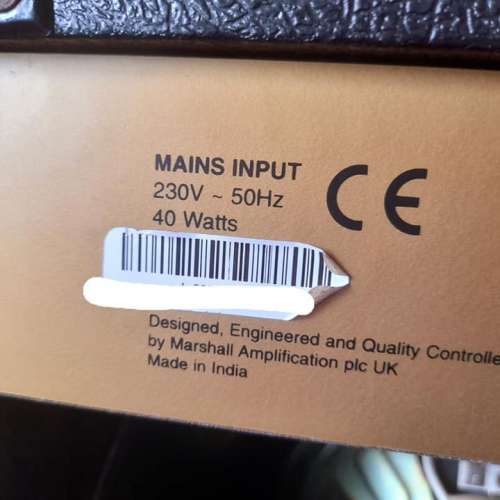 MAINS INPUT
230V ~ 50Hz
40 Watts
CE
Designed, Engineered and Quality Controlle
by Marshall Amplification plc UK
Made in India